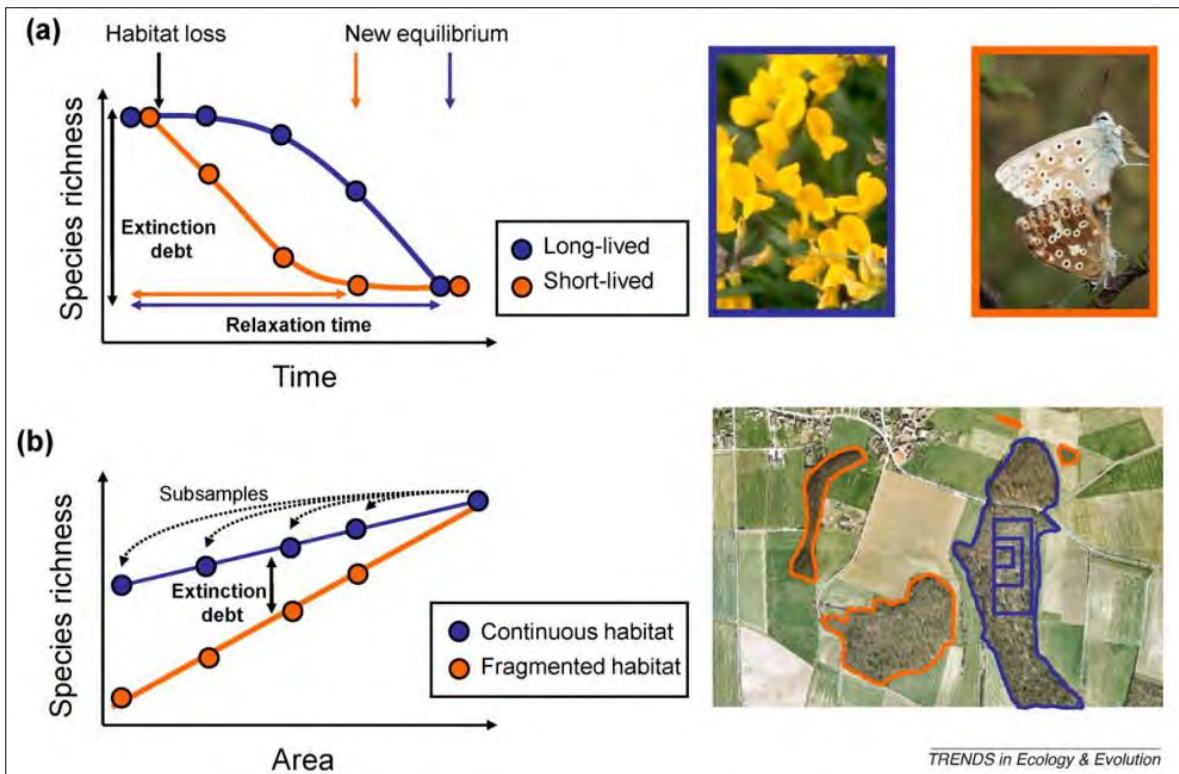 (a)
Habitat loss
New equilibrium
Species richness
Extinction
debt
Long-lived
Short-lived
Relaxation time
Time
(b)
Subsamples
Species richness
Extinction
debt
Continuous habitat
Fragmented habitat
Area
TRENDS in Ecology & Evolution